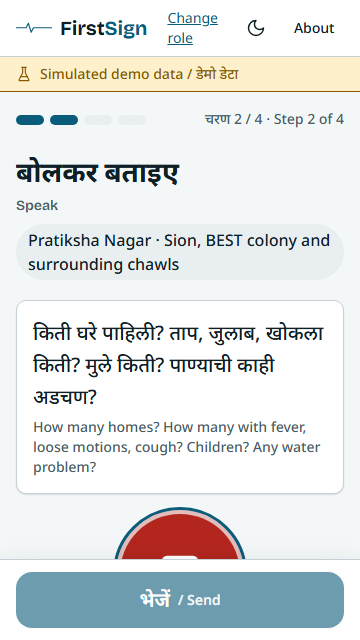 FirstSign
Change
role
About
Simulated demo data / डेमो डेटा
चरण 2 / 4 · Step 2 of 4
बोलकर बताइए
Speak
Pratiksha Nagar · Sion, BEST colony and
surrounding chawls
किती घरे पाहिली? ताप, जुलाब, खोकला
किती? मुले किती? पाण्याची काही
अडचण?
How many homes? How many with fever,
loose motions, cough? Children? Any water
problem?
भेजें / Send